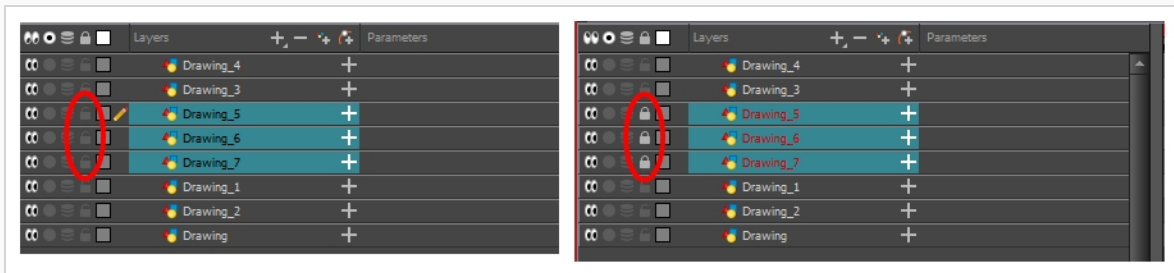 Layers Parameters
Drawing_4
Drawing_3
Drawing_5
Drawing_6
Drawing_7
Drawing_1
Drawing_2
Drawing
Layers Parameters
Drawing_4
Drawing_3
Drawing_5
Drawing_6
Drawing_7
Drawing_1
Drawing_2
Drawing